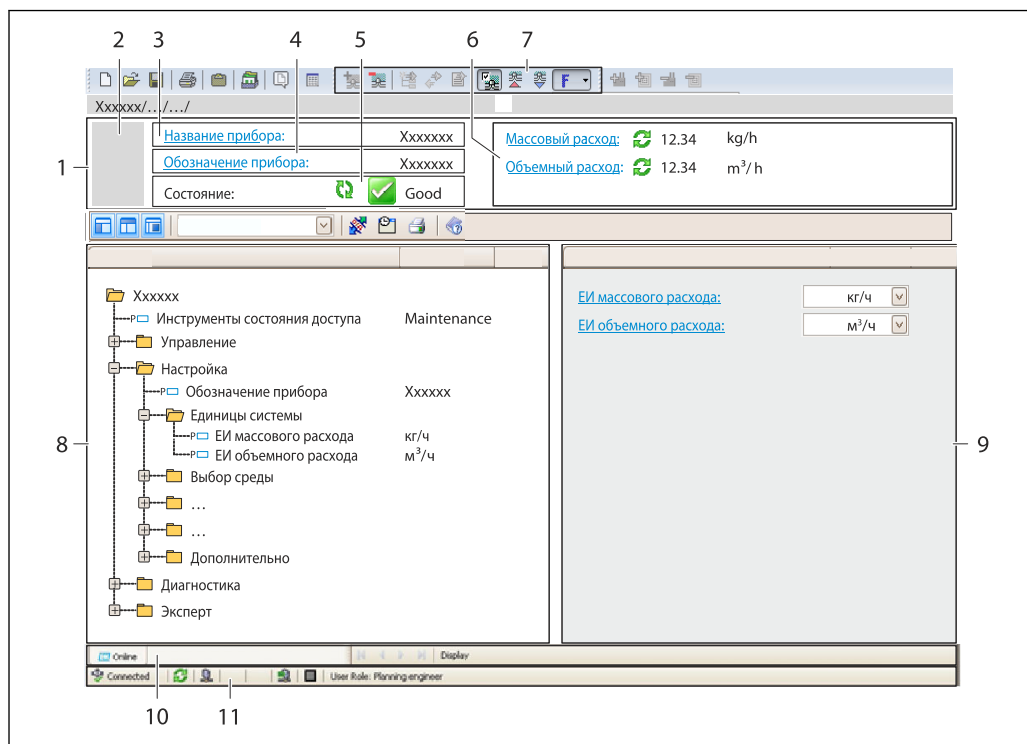 2 3 4 5 6 7
F
Xxxxxx/.../.../
1
Название прибора: Xxxxxxx
Обозначение прибора: Xxxxxxx
Состояние: Good
Массовый расход: 12.34 kg/h
Объемный расход: 12.34 m³/h
Xxxxxx
P Инструменты состояния доступа Maintenance
Управление
Настройка
P Обозначение прибора Xxxxxx
Единицы системы
P ЕИ массового расхода кг/ч
P ЕИ объемного расхода м³/ч
Выбор среды
...
...
Дополнительно
Диагностика
Эксперт
8
ЕИ массового расхода: кг/ч
ЕИ объемного расхода: м³/ч
9
Online Display
Connected User Role: Planning engineer
10 11